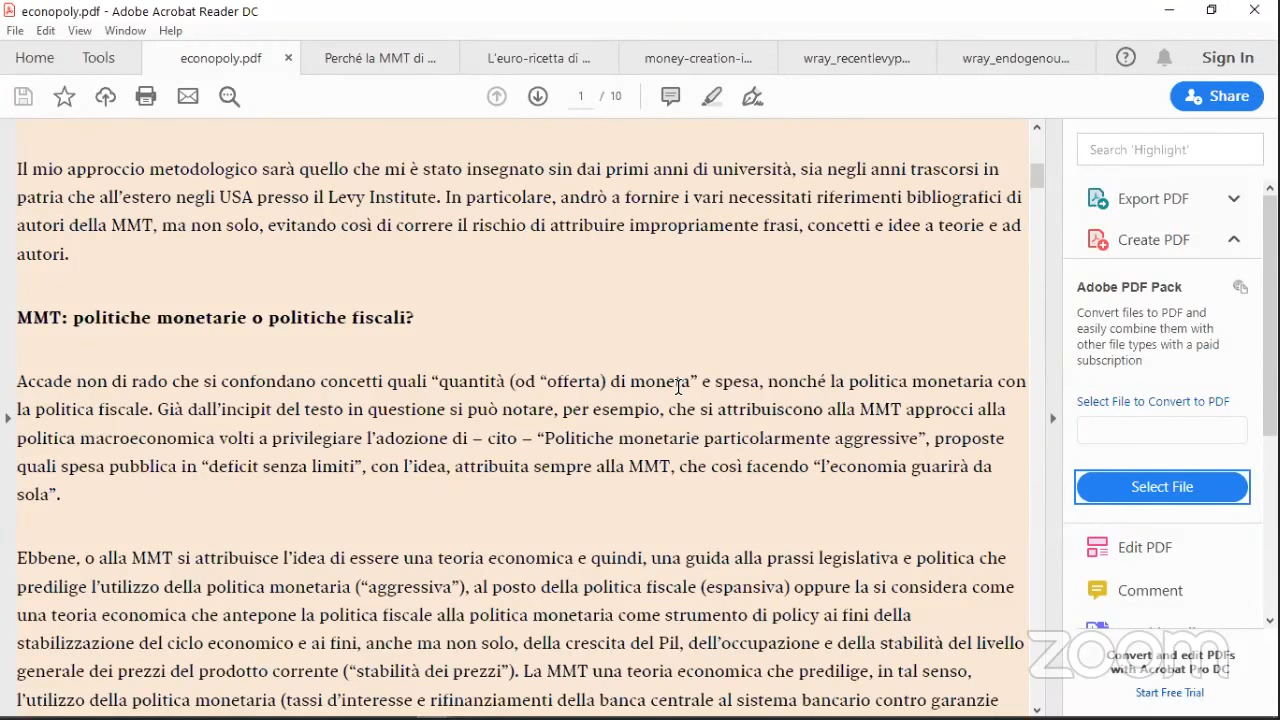 econopoly.pdf - Adobe Acrobat Reader DC
File Edit View Window Help
Home Tools econopoly.pdf × Perché la MMT di ... L'euro-ricetta di ... money-creation-i... wray_recentlevyp... wray_endogenou... Sign In
1 / 10 Share
Search 'Highlight'
Export PDF
Create PDF
Adobe PDF Pack
Convert files to PDF and
easily combine them with
other file types with a paid
subscription
Select File to Convert to PDF
Select File
Edit PDF
Comment
Convert and edit PDFs
with Acrobat Pro DC
Start Free Trial
Il mio approccio metodologico sarà quello che mi è stato insegnato sin dai primi anni di università, sia negli anni trascorsi in
patria che all’estero negli USA presso il Levy Institute. In particolare, andrò a fornire i vari necessitati riferimenti bibliografici di
autori della MMT, ma non solo, evitando così di correre il rischio di attribuire impropriamente frasi, concetti e idee a teorie e ad
autori.
MMT: politiche monetarie o politiche fiscali?
Accade non di rado che si confondano concetti quali “quantità (od “offerta) di moneta” e spesa, nonché la politica monetaria con
la politica fiscale. Già dall’incipit del testo in questione si può notare, per esempio, che si attribuiscono alla MMT approcci alla
politica macroeconomica volti a privilegiare l’adozione di – cito – “Politiche monetarie particolarmente aggressive”, proposte
quali spesa pubblica in “deficit senza limiti”, con l’idea, attribuita sempre alla MMT, che così facendo “l’economia guarirà da
sola”.
Ebbene, o alla MMT si attribuisce l’idea di essere una teoria economica e quindi, una guida alla prassi legislativa e politica che
predilige l’utilizzo della politica monetaria (“aggressiva”), al posto della politica fiscale (espansiva) oppure la si considera come
una teoria economica che antepone la politica fiscale alla politica monetaria come strumento di policy ai fini della
stabilizzazione del ciclo economico e ai fini, anche ma non solo, della crescita del Pil, dell’occupazione e della stabilità del livello
generale dei prezzi del prodotto corrente (“stabilità dei prezzi”). La MMT una teoria economica che predilige, in tal senso,
l’utilizzo della politica monetaria (tassi d’interesse e rifinanziamenti della banca centrale al sistema bancario contro garanzie
zoom